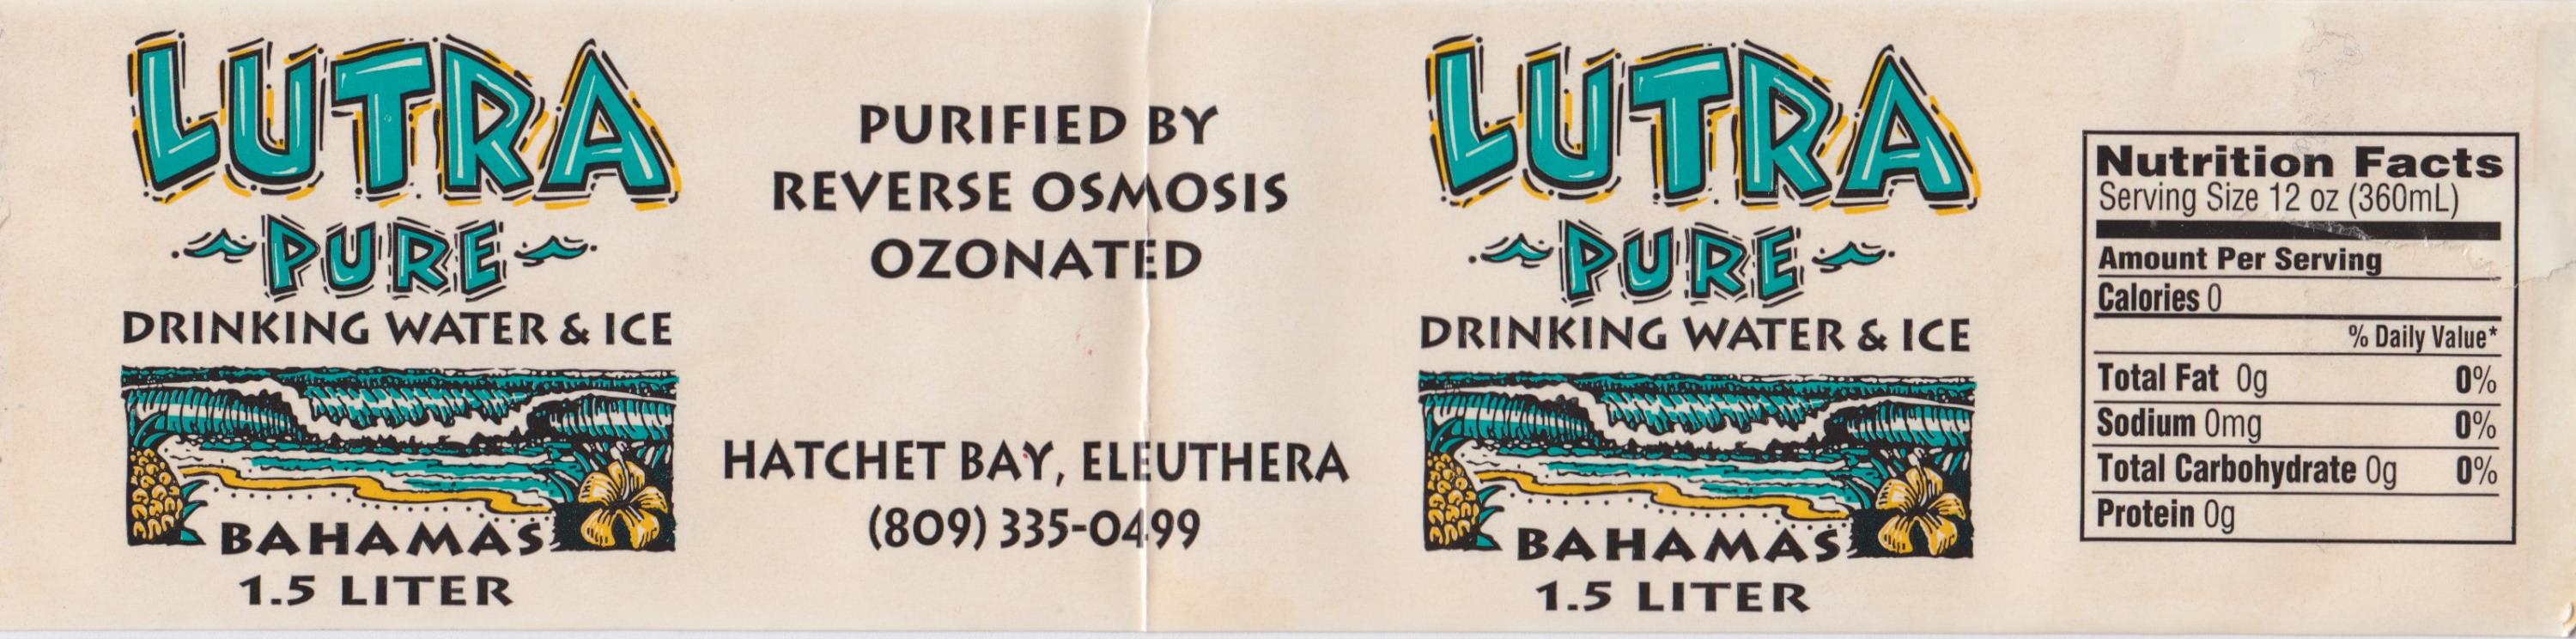 LUTRA
PURE
DRINKING WATER & ICE
BAHAMAS
1.5 LITER
PURIFIED BY
REVERSE OSMOSIS
OZONATED
HATCHET BAY, ELEUTHERA
(809) 335-0499
LUTRA
PURE
DRINKING WATER & ICE
BAHAMAS
1.5 LITER
Nutrition Facts
Serving Size 12 oz (360mL)
Amount Per Serving
Calories 0
% Daily Value*
Total Fat 0g 0%
Sodium 0mg 0%
Total Carbohydrate 0g 0%
Protein 0g